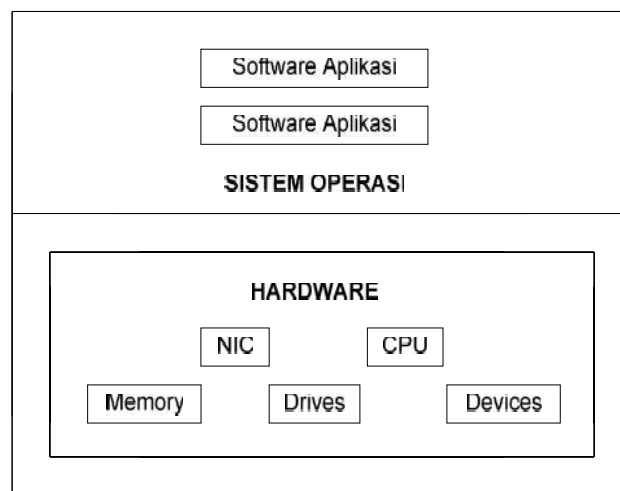 Software Aplikasi
Software Aplikasi
SISTEM OPERASI
HARDWARE
NIC CPU
Memory Drives Devices